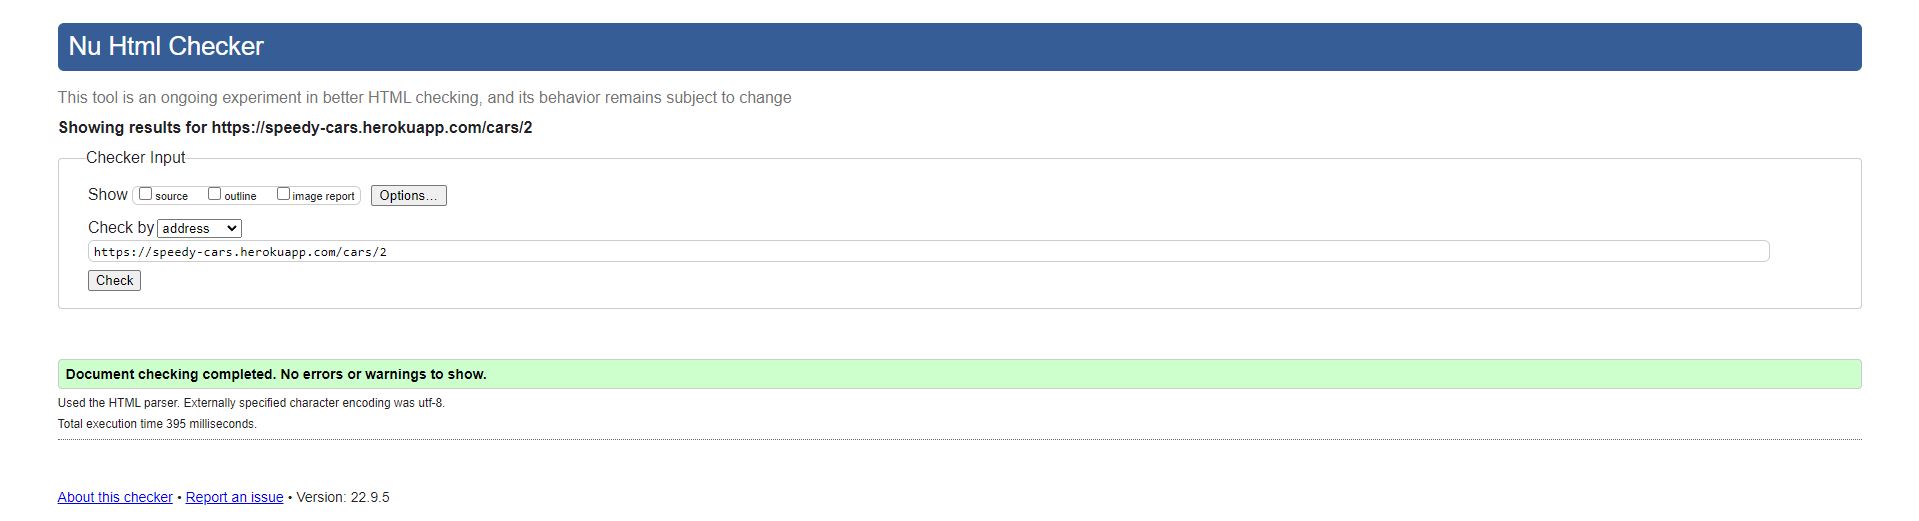 Nu Html Checker
This tool is an ongoing experiment in better HTML checking, and its behavior remains subject to change
Showing results for https://speedy-cars.herokuapp.com/cars/2
Checker Input
Show source outline image report Options...
Check by address
https://speedy-cars.herokuapp.com/cars/2
Check
Document checking completed. No errors or warnings to show.
Used the HTML parser. Externally specified character encoding was utf-8.
Total execution time 395 milliseconds.
About this checker • Report an issue • Version: 22.9.5